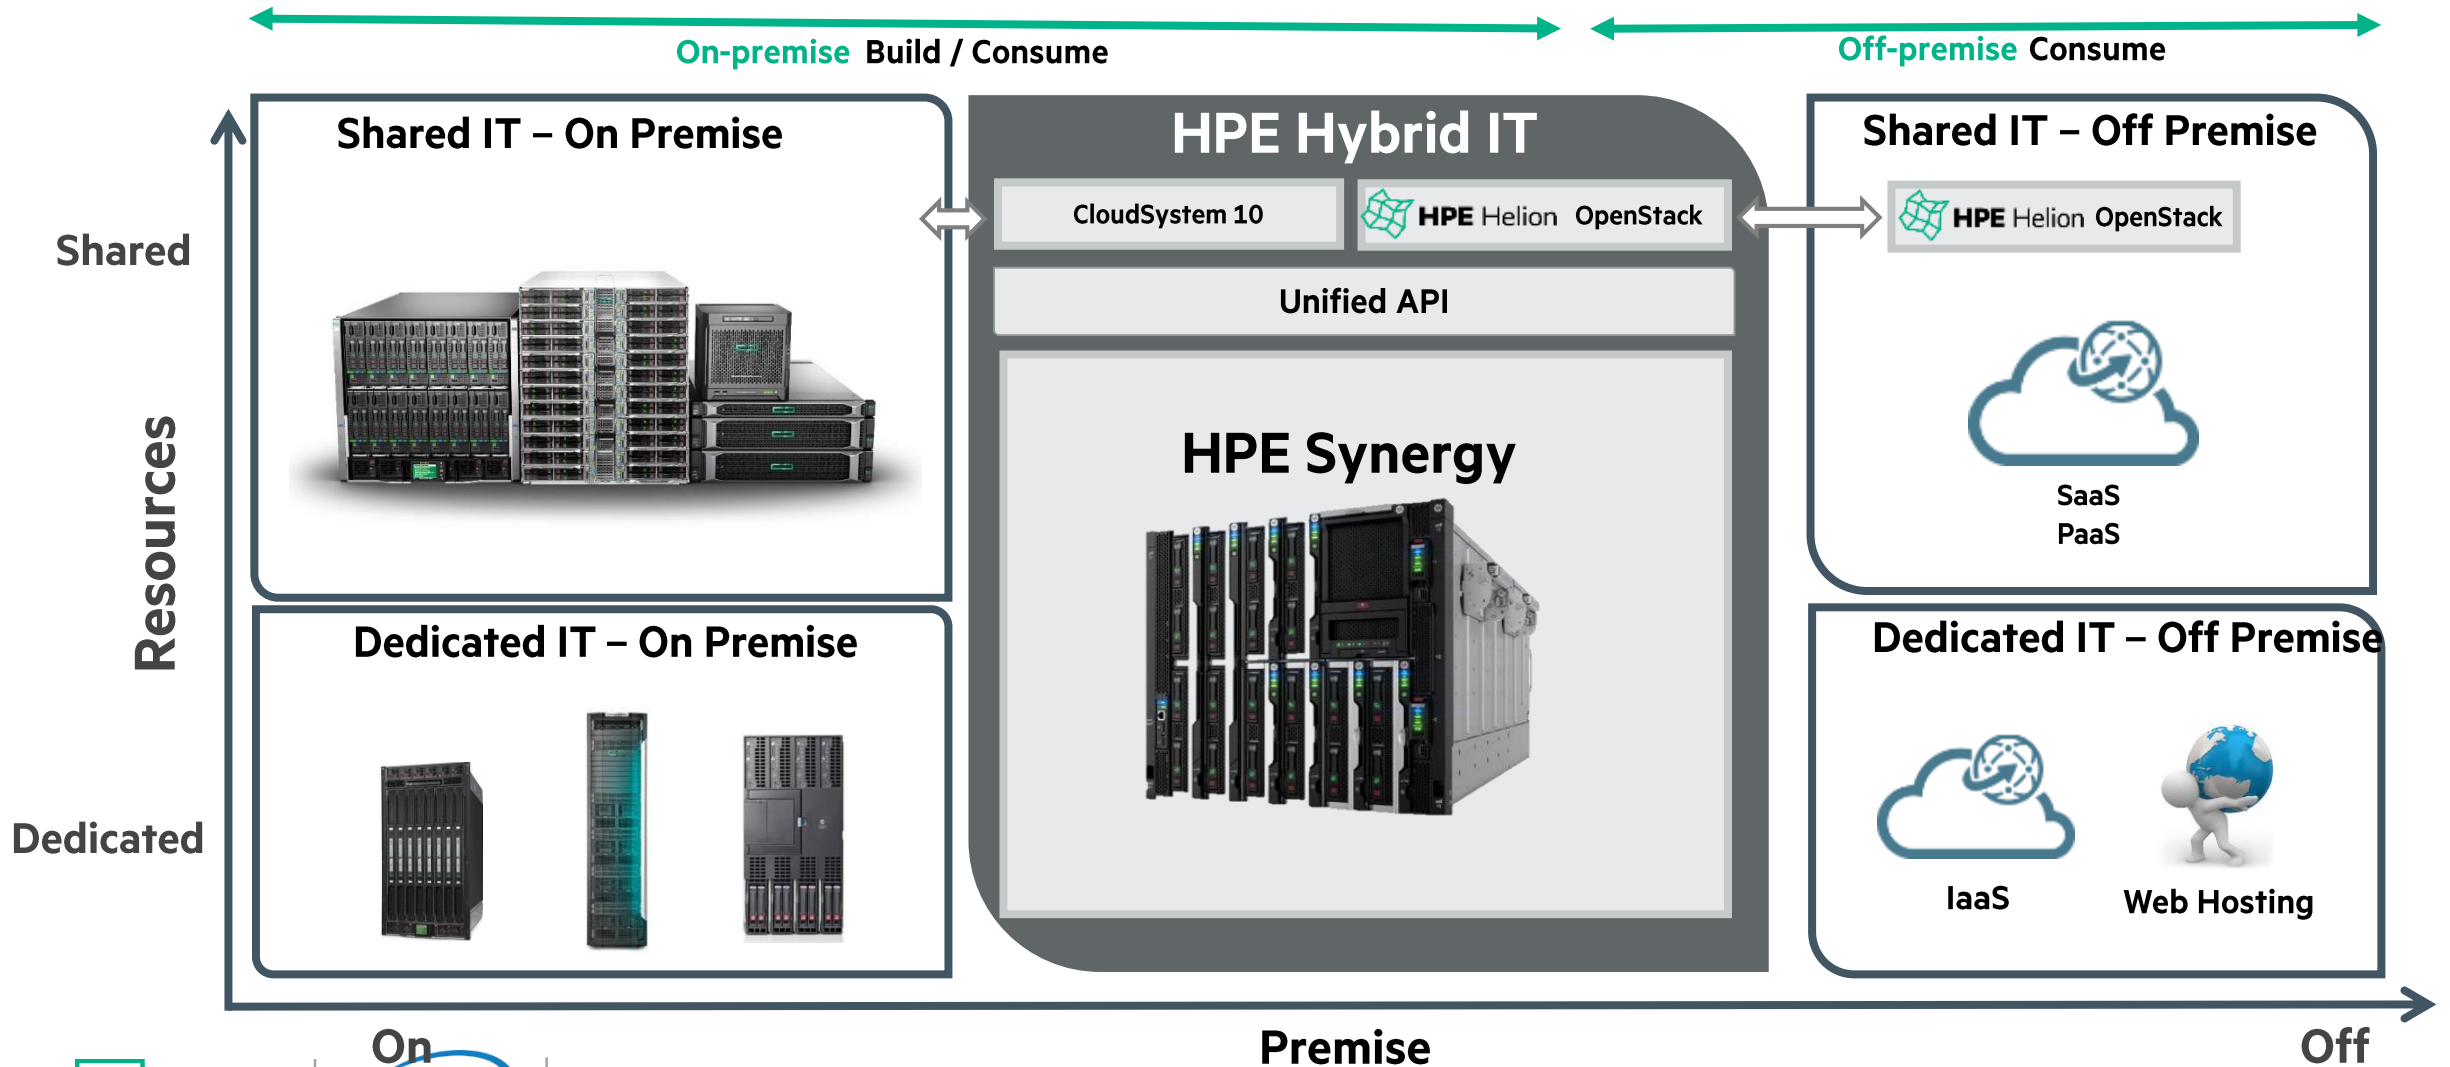 On-premise Build / Consume
Off-premise Consume
Shared IT – On Premise
HPE Hybrid IT
Shared IT – Off Premise
CloudSystem 10
HPE Helion OpenStack
HPE Helion OpenStack
Shared
Unified API
HPE Synergy
SaaS
PaaS
Resources
Dedicated IT – On Premise
Dedicated IT – Off Premise
Dedicated
IaaS
Web Hosting
On
Premise
Off